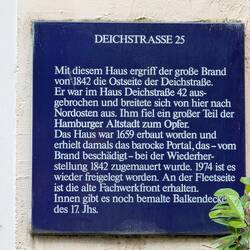 DEICHSTRASSE 25
Mit diesem Haus ergriff der große Brand
von 1842 die Ostseite der Deichstraße.
Er war im Haus Deichstraße 42 aus-
gebrochen und breitete sich von hier nach
Nordosten aus. Ihm fiel ein großer Teil der
Hamburger Altstadt zum Opfer.
Das Haus war 1659 erbaut worden und
erhielt damals das barocke Portal, das – vom
Brand beschädigt – bei der Wiederher-
stellung 1842 zugemauert wurde. 1974 ist es
wieder freigelegt worden. An der Fleetseite
ist die alte Fachwerkfront erhalten.
Innen gibt es noch bemalte Balkendecken
des 17. Jhs.